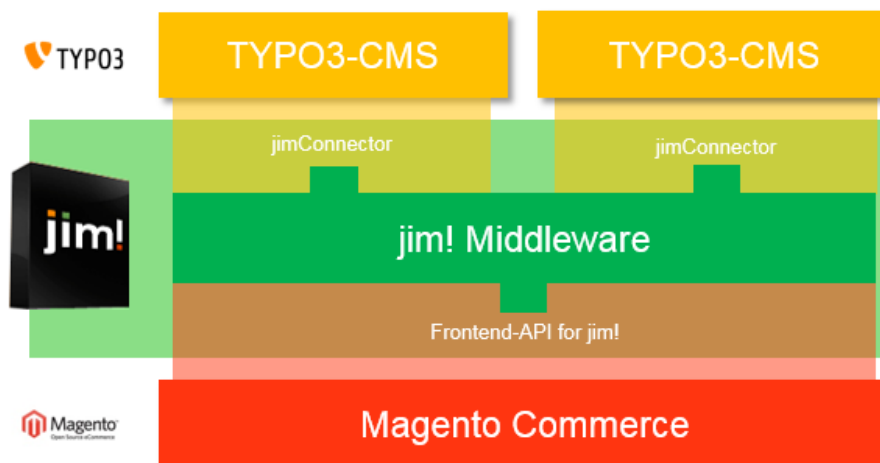 TYPO3
TYPO3-CMS
TYPO3-CMS
jimConnector
jimConnector
jim!
jim! Middleware
Frontend-API for jim!
Magento
Open Source eCommerce
Magento Commerce